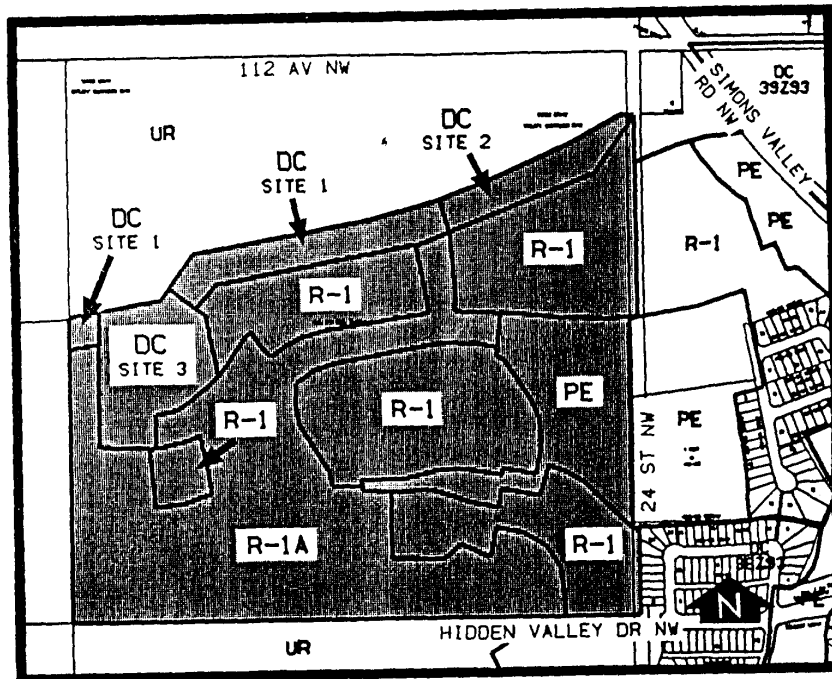 112 AV NW
SIMONS VALLEY
RD NW
DC
39Z93
UR
DC
SITE 2
DC
SITE 1
DC
SITE 1
PE
PE
R-1
R-1
R-1
DC
SITE 3
R-1
R-1
PE
PE
24 ST NW
R-1A
R-1
DC
N
UR
HIDDEN VALLEY DR NW